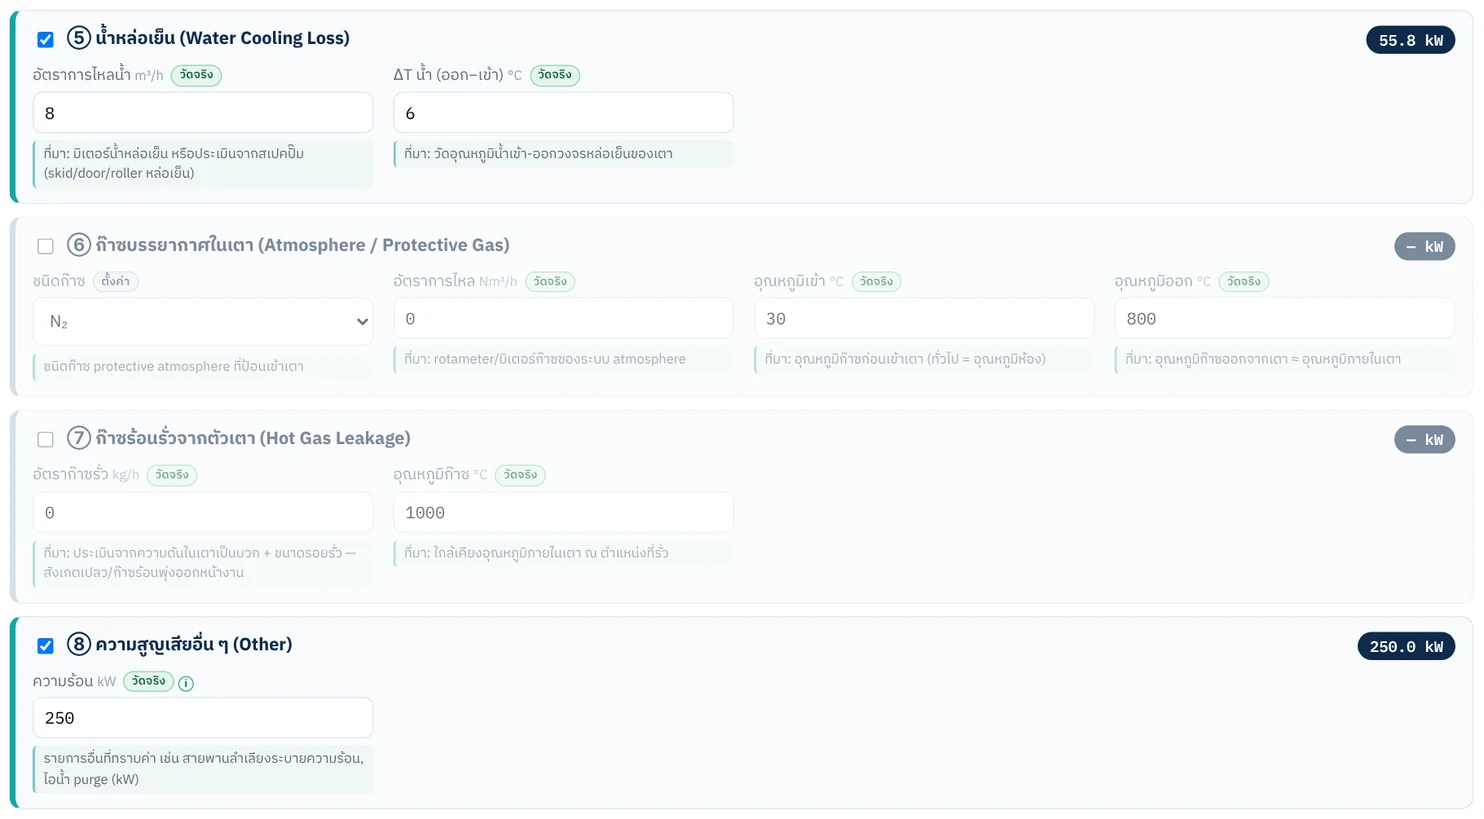 ⑤ น้ำหล่อเย็น (Water Cooling Loss)
55.8 kW
อัตราการไหลน้ำ m³/h วัดจริง
ΔT น้ำ (ออก−เข้า) °C วัดจริง
8
6
ที่มา: มิเตอร์น้ำหล่อเย็น หรือประเมินจากสเปคปั๊ม
(skid/door/roller หล่อเย็น)
ที่มา: วัดอุณหภูมิน้ำเข้า-ออกวงจรหล่อเย็นของเตา
⑥ ก๊าซบรรยากาศในเตา (Atmosphere / Protective Gas)
— kW
ชนิดก๊าซ ตั้งค่า
อัตราการไหล Nm³/h วัดจริง
อุณหภูมิเข้า °C วัดจริง
อุณหภูมิออก °C วัดจริง
N₂
0
30
800
ชนิดก๊าซ protective atmosphere ที่ป้อนเข้าเตา
ที่มา: rotameter/มิเตอร์ก๊าซของระบบ atmosphere
ที่มา: อุณหภูมิก๊าซก่อนเข้าเตา (ทั่วไป = อุณหภูมิห้อง)
ที่มา: อุณหภูมิก๊าซออกจากเตา ≈ อุณหภูมิภายในเตา
⑦ ก๊าซร้อนรั่วจากตัวเตา (Hot Gas Leakage)
— kW
อัตราก๊าซรั่ว kg/h วัดจริง
อุณหภูมิก๊าซ °C วัดจริง
0
1000
ที่มา: ประเมินจากความดันในเตาเป็นบวก + ขนาดรอยรั่ว —
สังเกตเปลว/ก๊าซร้อนพุ่งออกหน้างาน
ที่มา: ใกล้เคียงอุณหภูมิภายในเตา ณ ตำแหน่งที่รั่ว
⑧ ความสูญเสียอื่น ๆ (Other)
250.0 kW
ความร้อน kW วัดจริง i
250
รายการอื่นที่ทราบค่า เช่น สายพานลำเลียงระบายความร้อน,
ไอน้ำ purge (kW)